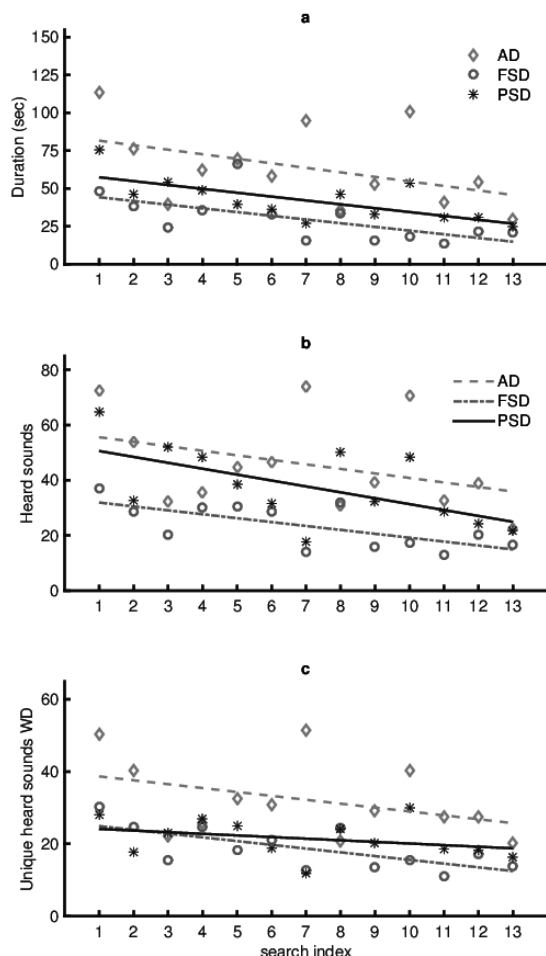 a
150
125
100
75
50
25
0
Duration (sec)
AD
FSD
PSD
1 2 3 4 5 6 7 8 9 10 11 12 13
b
80
60
40
20
0
Heard sounds
AD
FSD
PSD
1 2 3 4 5 6 7 8 9 10 11 12 13
c
60
40
20
0
Unique heard sounds WD
1 2 3 4 5 6 7 8 9 10 11 12 13
search index